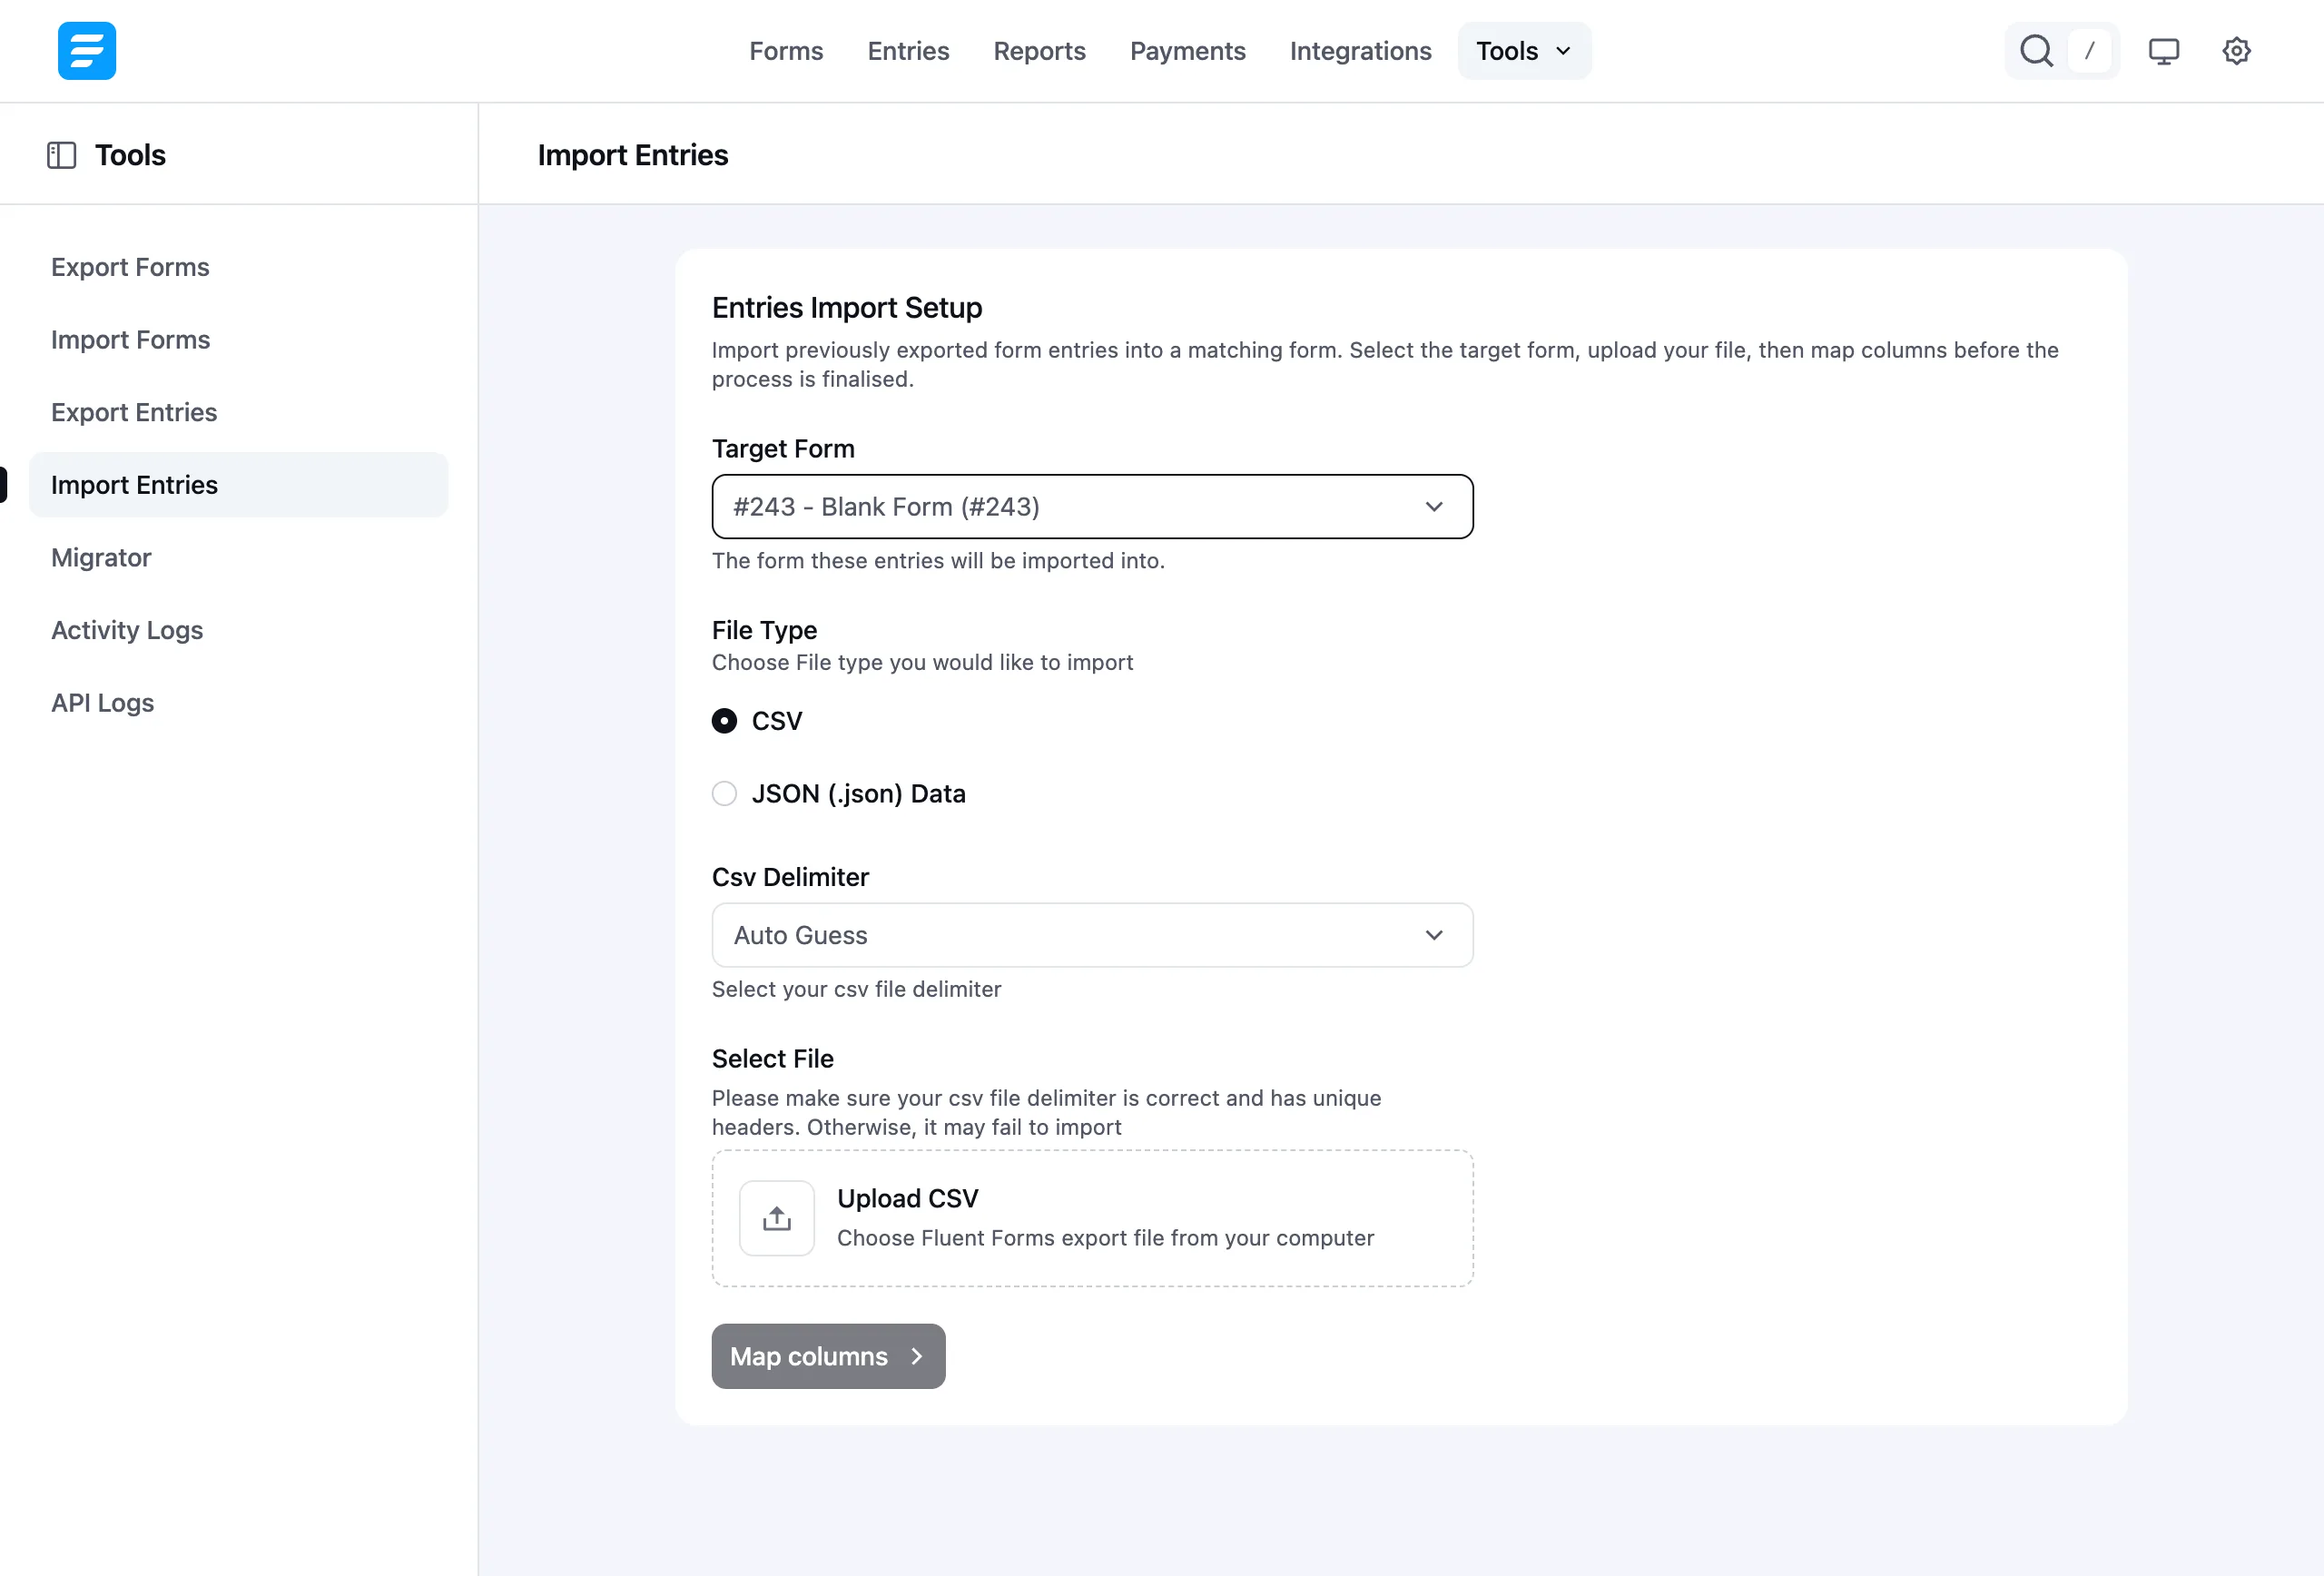 Forms
Entries
Reports
Payments
Integrations
Tools
/
Tools
Import Entries
Export Forms
Import Forms
Export Entries
Import Entries
Migrator
Activity Logs
API Logs
Entries Import Setup
Import previously exported form entries into a matching form. Select the target form, upload your file, then map columns before the
process is finalised.
Target Form
#243 - Blank Form (#243)
The form these entries will be imported into.
File Type
Choose File type you would like to import
CSV
JSON (.json) Data
Csv Delimiter
Auto Guess
Select your csv file delimiter
Select File
Please make sure your csv file delimiter is correct and has unique
headers. Otherwise, it may fail to import
Upload CSV
Choose Fluent Forms export file from your computer
Map columns